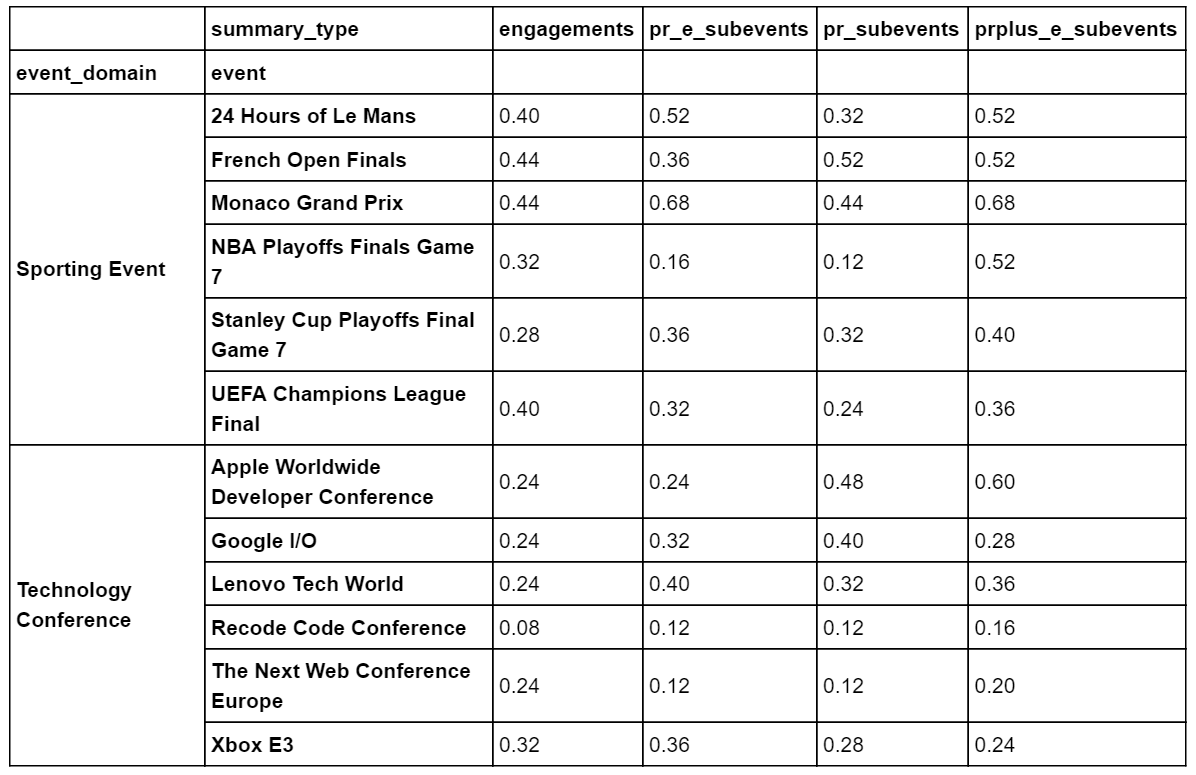 summary_type engagements pr_e_subevents pr_subevents prplus_e_subevents
event_domain event
Sporting Event
24 Hours of Le Mans 0.40 0.52 0.32 0.52
French Open Finals 0.44 0.36 0.52 0.52
Monaco Grand Prix 0.44 0.68 0.44 0.68
NBA Playoffs Finals Game
7 0.32 0.16 0.12 0.52
Stanley Cup Playoffs Final
Game 7 0.28 0.36 0.32 0.40
UEFA Champions League
Final 0.40 0.32 0.24 0.36
Technology
Conference
Apple Worldwide
Developer Conference 0.24 0.24 0.48 0.60
Google I/O 0.24 0.32 0.40 0.28
Lenovo Tech World 0.24 0.40 0.32 0.36
Recode Code Conference 0.08 0.12 0.12 0.16
The Next Web Conference
Europe 0.24 0.12 0.12 0.20
Xbox E3 0.32 0.36 0.28 0.24